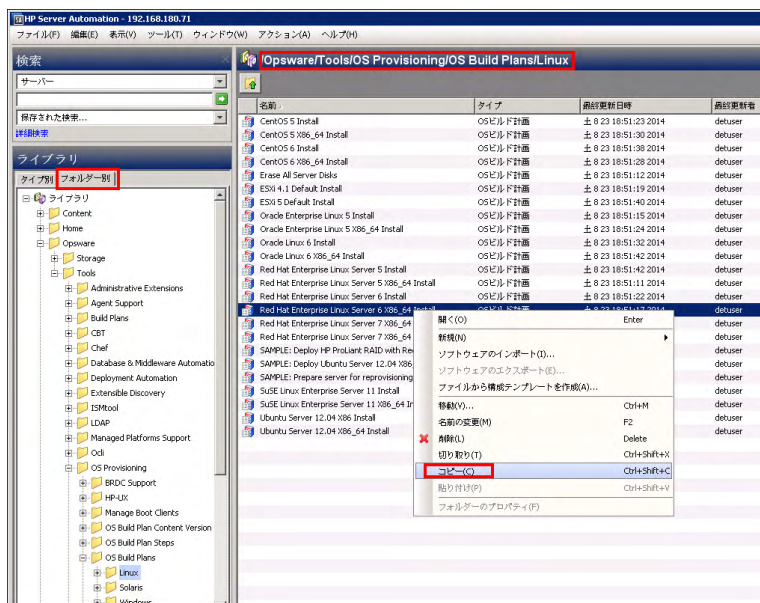 HP Server Automation - 192.168.180.71
ファイル(F) 編集(E) 表示(V) ツール(T) ウィンドウ(W) アクション(A) ヘルプ(H)
検索
サーバー
保存された検索...
詳細検索
ライブラリ
タイプ別 フォルダー別
ライブラリ
Content
Home
Opsware
Storage
Tools
Administrative Extensions
Agent Support
Build Plans
CBT
Chef
Database & Middleware Automatio
Deployment Automation
Extensible Discovery
ISMtool
LDAP
Managed Platforms Support
Ocli
OS Provisioning
BRDC Support
HP-UX
Manage Boot Clients
OS Build Plan Content Version
OS Build Plan Steps
OS Build Plans
Linux
Solaris
Windows
/Opsware/Tools/OS Provisioning/OS Build Plans/Linux
名前 タイプ 最終更新日時 最終更新者
CentOS 5 Install OSビルド計画 土 8 23 18:51:23 2014 detuser
CentOS 5 X86_64 Install OSビルド計画 土 8 23 18:51:30 2014 detuser
CentOS 6 Install OSビルド計画 土 8 23 18:51:38 2014 detuser
CentOS 6 X86_64 Install OSビルド計画 土 8 23 18:51:28 2014 detuser
Erase All Server Disks OSビルド計画 土 8 23 18:51:12 2014 detuser
ESXi 4.1 Default Install OSビルド計画 土 8 23 18:51:19 2014 detuser
ESXi 5 Default Install OSビルド計画 土 8 23 18:51:40 2014 detuser
Oracle Enterprise Linux 5 Install OSビルド計画 土 8 23 18:51:15 2014 detuser
Oracle Enterprise Linux 5 X86_64 Install OSビルド計画 土 8 23 18:51:24 2014 detuser
Oracle Linux 6 Install OSビルド計画 土 8 23 18:51:32 2014 detuser
Oracle Linux 6 X86_64 Install OSビルド計画 土 8 23 18:51:42 2014 detuser
Red Hat Enterprise Linux Server 5 Install OSビルド計画 土 8 23 18:51:42 2014 detuser
Red Hat Enterprise Linux Server 5 X86_64 Install OSビルド計画 土 8 23 18:51:11 2014 detuser
Red Hat Enterprise Linux Server 6 Install OSビルド計画 土 8 23 18:51:22 2014 detuser
Red Hat Enterprise Linux Server 6 X86_64 Install OSビルド計画 土 8 23 18:51:17 2014 detuser
Red Hat Enterprise Linux Server 7 X86_64 detuser
Red Hat Enterprise Linux Server 7 X86_64 detuser
SAMPLE: Deploy HP ProLiant RAID with Re detuser
SAMPLE: Deploy Ubuntu Server 12.04 X86 detuser
SAMPLE: Prepare server for reprovisioning detuser
SuSE Linux Enterprise Server 11 Install detuser
SuSE Linux Enterprise Server 11 X86_64 In detuser
Ubuntu Server 12.04 X86 Install detuser
Ubuntu Server 12.04 X86_64 Install detuser
開く(O) Enter
新規(N)
ソフトウェアのインポート(I)...
ソフトウェアのエクスポート(E)...
ファイルから構成テンプレートを作成(A)...
移動(V)... Ctrl+M
名前の変更(M) F2
削除(L) Delete
切り取り(T) Ctrl+Shift+X
コピー(C) Ctrl+Shift+C
貼り付け(P) Ctrl+Shift+V
フォルダーのプロパティ(F)